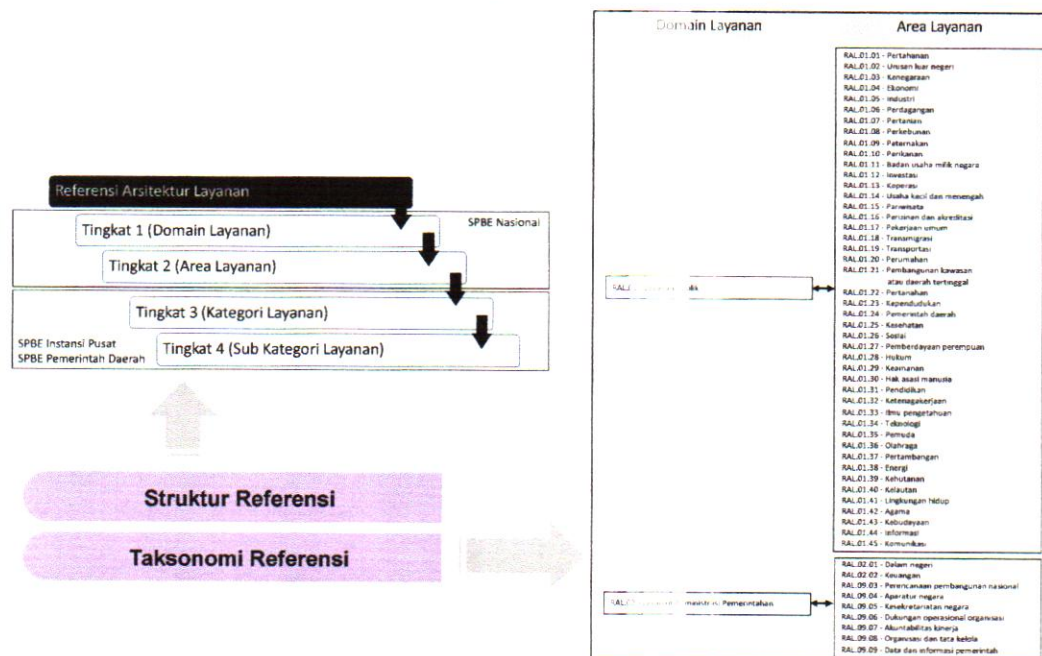 Referensi Arsitektur Layanan
SPBE Nasional
Tingkat 1 (Domain Layanan)
Tingkat 2 (Area Layanan)
Tingkat 3 (Kategori Layanan)
SPBE Instansi Pusat
SPBE Pemerintah Daerah
Tingkat 4 (Sub Kategori Layanan)
Struktur Referensi
Taksonomi Referensi
Domain Layanan
Area Layanan
RAL.01.01 - Pertahanan
RAL.01.02 - Urusan luar negeri
RAL.01.03 - Kenegaraan
RAL.01.04 - Ekonomi
RAL.01.05 - Industri
RAL.01.06 - Perdagangan
RAL.01.07 - Pertanian
RAL.01.08 - Perkebunan
RAL.01.09 - Peternakan
RAL.01.10 - Perikanan
RAL.01.11 - Badan usaha milik negara
RAL.01.12 - Investasi
RAL.01.13 - Koperasi
RAL.01.14 - Usaha kecil dan menengah
RAL.01.15 - Pariwisata
RAL.01.16 - Perizinan dan akreditasi
RAL.01.17 - Pekerjaan umum
RAL.01.18 - Transmigrasi
RAL.01.19 - Transportasi
RAL.01.20 - Perumahan
RAL.01.21 - Pembangunan kawasan
atau daerah tertinggal
RAL.01.22 - Pertanahan
RAL.01.23 - Kependudukan
RAL.01.24 - Pemerintah daerah
RAL.01.25 - Kesehatan
RAL.01.26 - Sosial
RAL.01.27 - Pemberdayaan perempuan
RAL.01.28 - Hukum
RAL.01.29 - Keamanan
RAL.01.30 - Hak asasi manusia
RAL.01.31 - Pendidikan
RAL.01.32 - Ketenagakerjaan
RAL.01.33 - Ilmu pengetahuan
RAL.01.34 - Teknologi
RAL.01.35 - Pemuda
RAL.01.36 - Olahraga
RAL.01.37 - Pertambangan
RAL.01.38 - Energi
RAL.01.39 - Kehutanan
RAL.01.40 - Kelautan
RAL.01.41 - Lingkungan hidup
RAL.01.42 - Agama
RAL.01.43 - Kebudayaan
RAL.01.44 - Informasi
RAL.01.45 - Komunikasi
Pemerintahan
RAL.02.01 - Dalam negeri
RAL.02.02 - Keuangan
RAL.09.03 - Perencanaan pembangunan nasional
RAL.09.04 - Aparatur negara
RAL.09.05 - Kesekretariatan negara
RAL.09.06 - Dukungan operasional organisasi
RAL.09.07 - Akuntabilitas kinerja
RAL.09.08 - Organisasi dan tata kelola
RAL.09.09 - Data dan informasi pemerintah